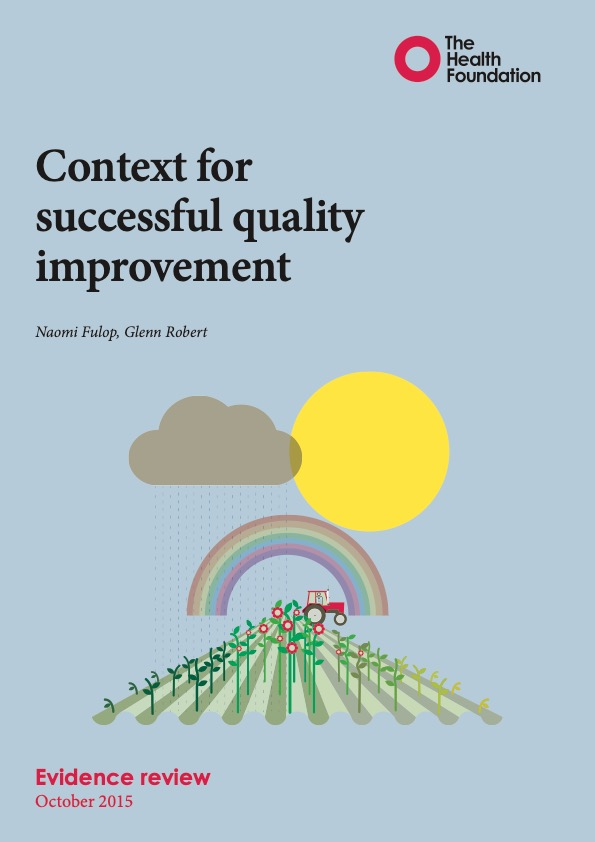 The
Health
Foundation
Context for
successful quality
improvement
Naomi Fulop, Glenn Robert
Evidence review
October 2015